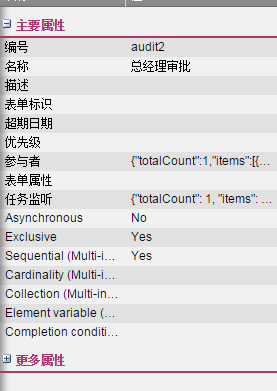 主要属性
编号 audit2
名称 总经理审批
描述
表单标识
超期日期
优先级
参与者 {"totalCount":1,"items":[{...
表单属性
任务监听 {"totalCount": 1, "items": ...
Asynchronous No
Exclusive Yes
Sequential (Multi-i... Yes
Cardinality (Multi-i...
Collection (Multi-in...
Element variable (...
Completion conditi...
更多属性